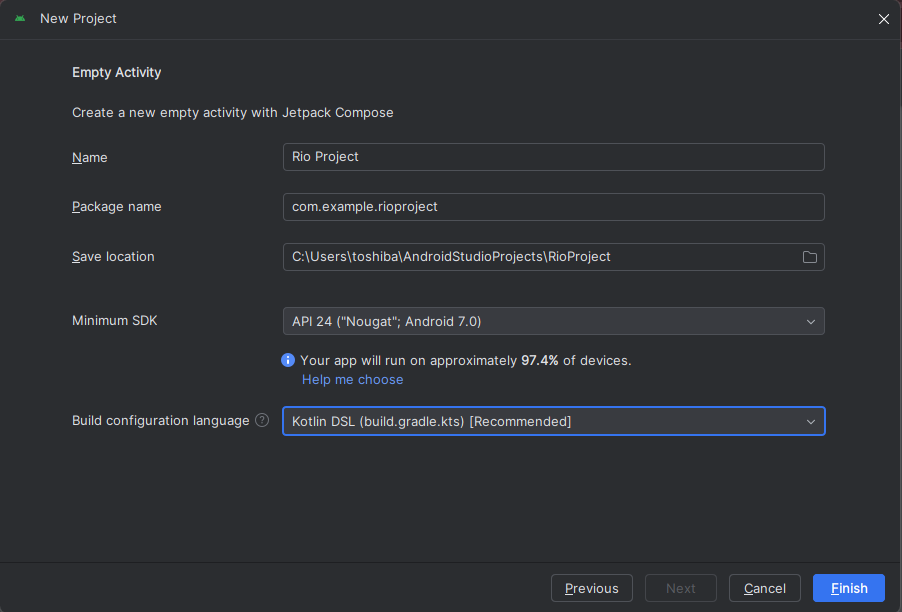 New Project
Empty Activity
Create a new empty activity with Jetpack Compose
Name Rio Project
Package name com.example.rioproject
Save location C:\Users\toshiba\AndroidStudioProjects\RioProject
Minimum SDK API 24 ("Nougat"; Android 7.0)
Your app will run on approximately 97.4% of devices.
Help me choose
Build configuration language ? Kotlin DSL (build.gradle.kts) [Recommended]
Previous Next Cancel Finish